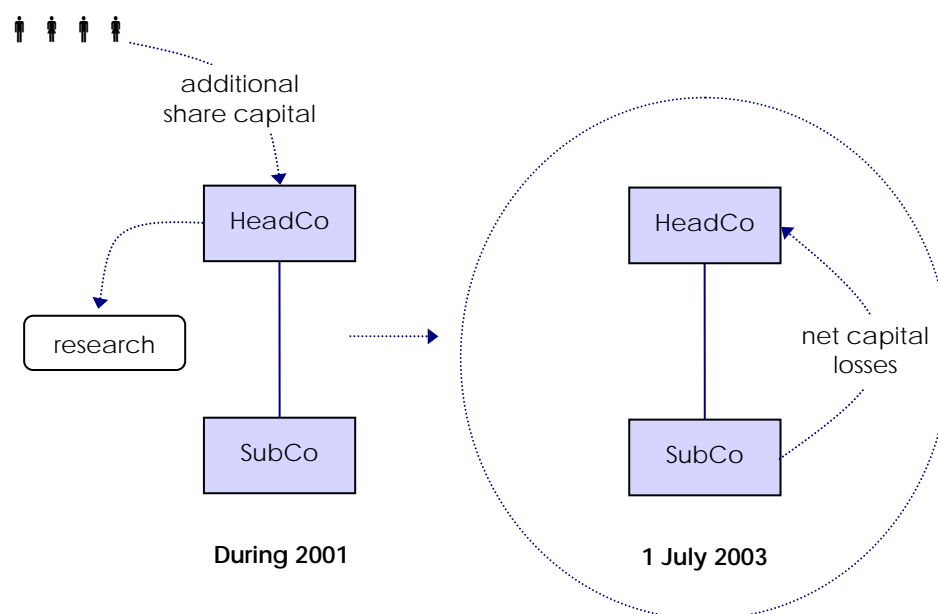 additional
share capital
HeadCo
research
SubCo
During 2001
HeadCo
net capital
losses
SubCo
1 July 2003